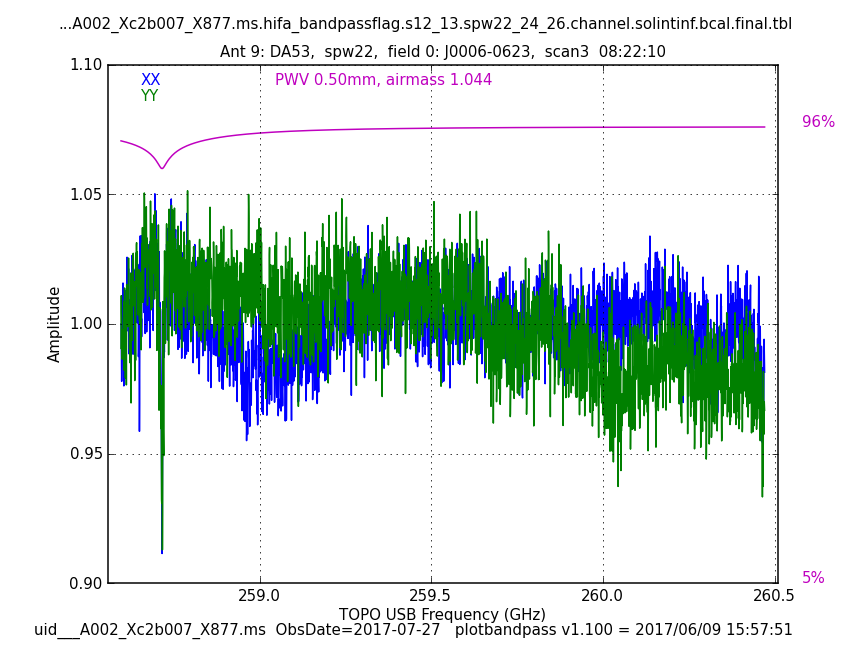 ...A002_Xc2b007_X877.ms.hifa_bandpassflag.s12_13.spw22_24_26.channel.solintinf.bcal.final.tbl
Ant 9: DA53,  spw22,  field 0: J0006-0623,  scan3  08:22:10
1.10
XX
PWV 0.50mm, airmass 1.044
YY
96%
1.05
1.00
Amplitude
0.95
5%
0.90
259.0
259.5
260.0
260.5
TOPO USB Frequency (GHz)
uid___A002_Xc2b007_X877.ms  ObsDate=2017-07-27   plotbandpass v1.100 = 2017/06/09 15:57:51